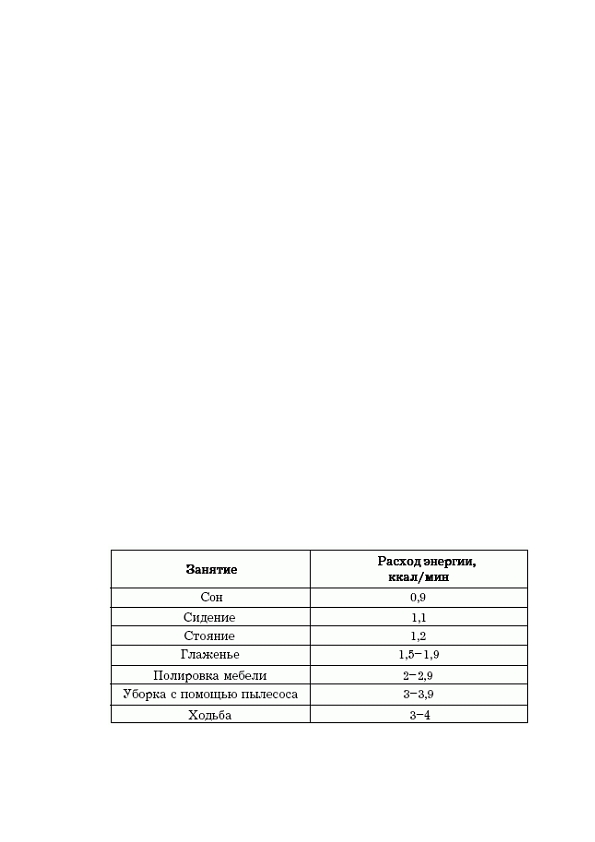 Занятие
Расход энергии,
ккал/мин
Сон 0,9
Сидение 1,1
Стояние 1,2
Глаженье 1,5−1,9
Полировка мебели 2−2,9
Уборка с помощью пылесоса 3−3,9
Ходьба 3−4